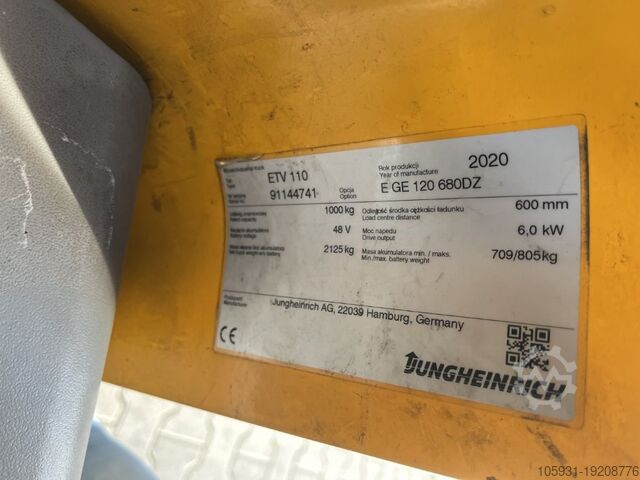 ETV 110
Rok produkcji
Year of manufacture
2020
91144741
Opcja
Option
E GE 120 680DZ
1000 kg
Odległość środka ciężkości ładunku
Load centre distance
600 mm
48 V
Moc napędu
Drive output
6,0 kW
2125 kg
Masa akumulatora min. / maks.
Min./max. battery weight
709/805kg
Producent
Manufacturer
Jungheinrich AG, 22039 Hamburg, Germany
CE
JUNGHEINRICH
105931-19208776